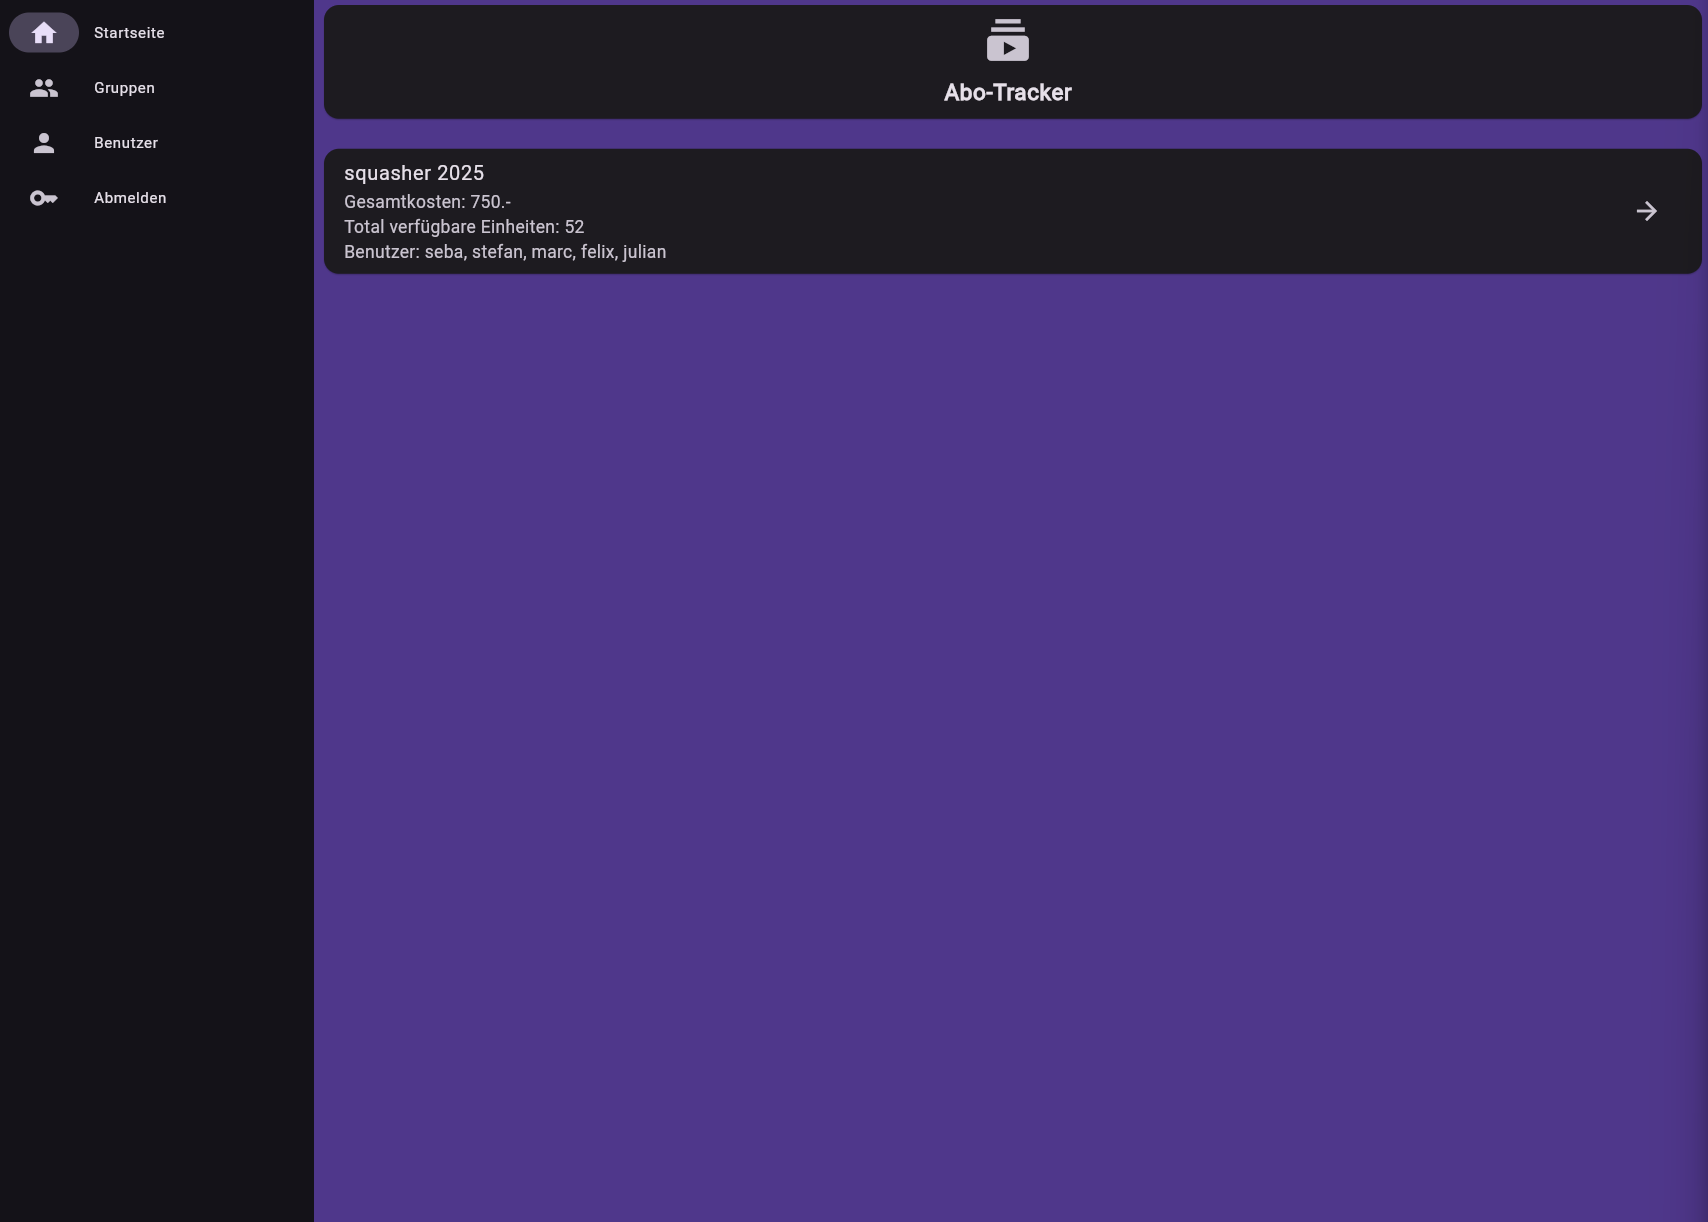 Startseite
Gruppen
Benutzer
Abmelden
Abo-Tracker
squasher 2025
Gesamtkosten: 750.-
Total verfügbare Einheiten: 52
Benutzer: seba, stefan, marc, felix, julian